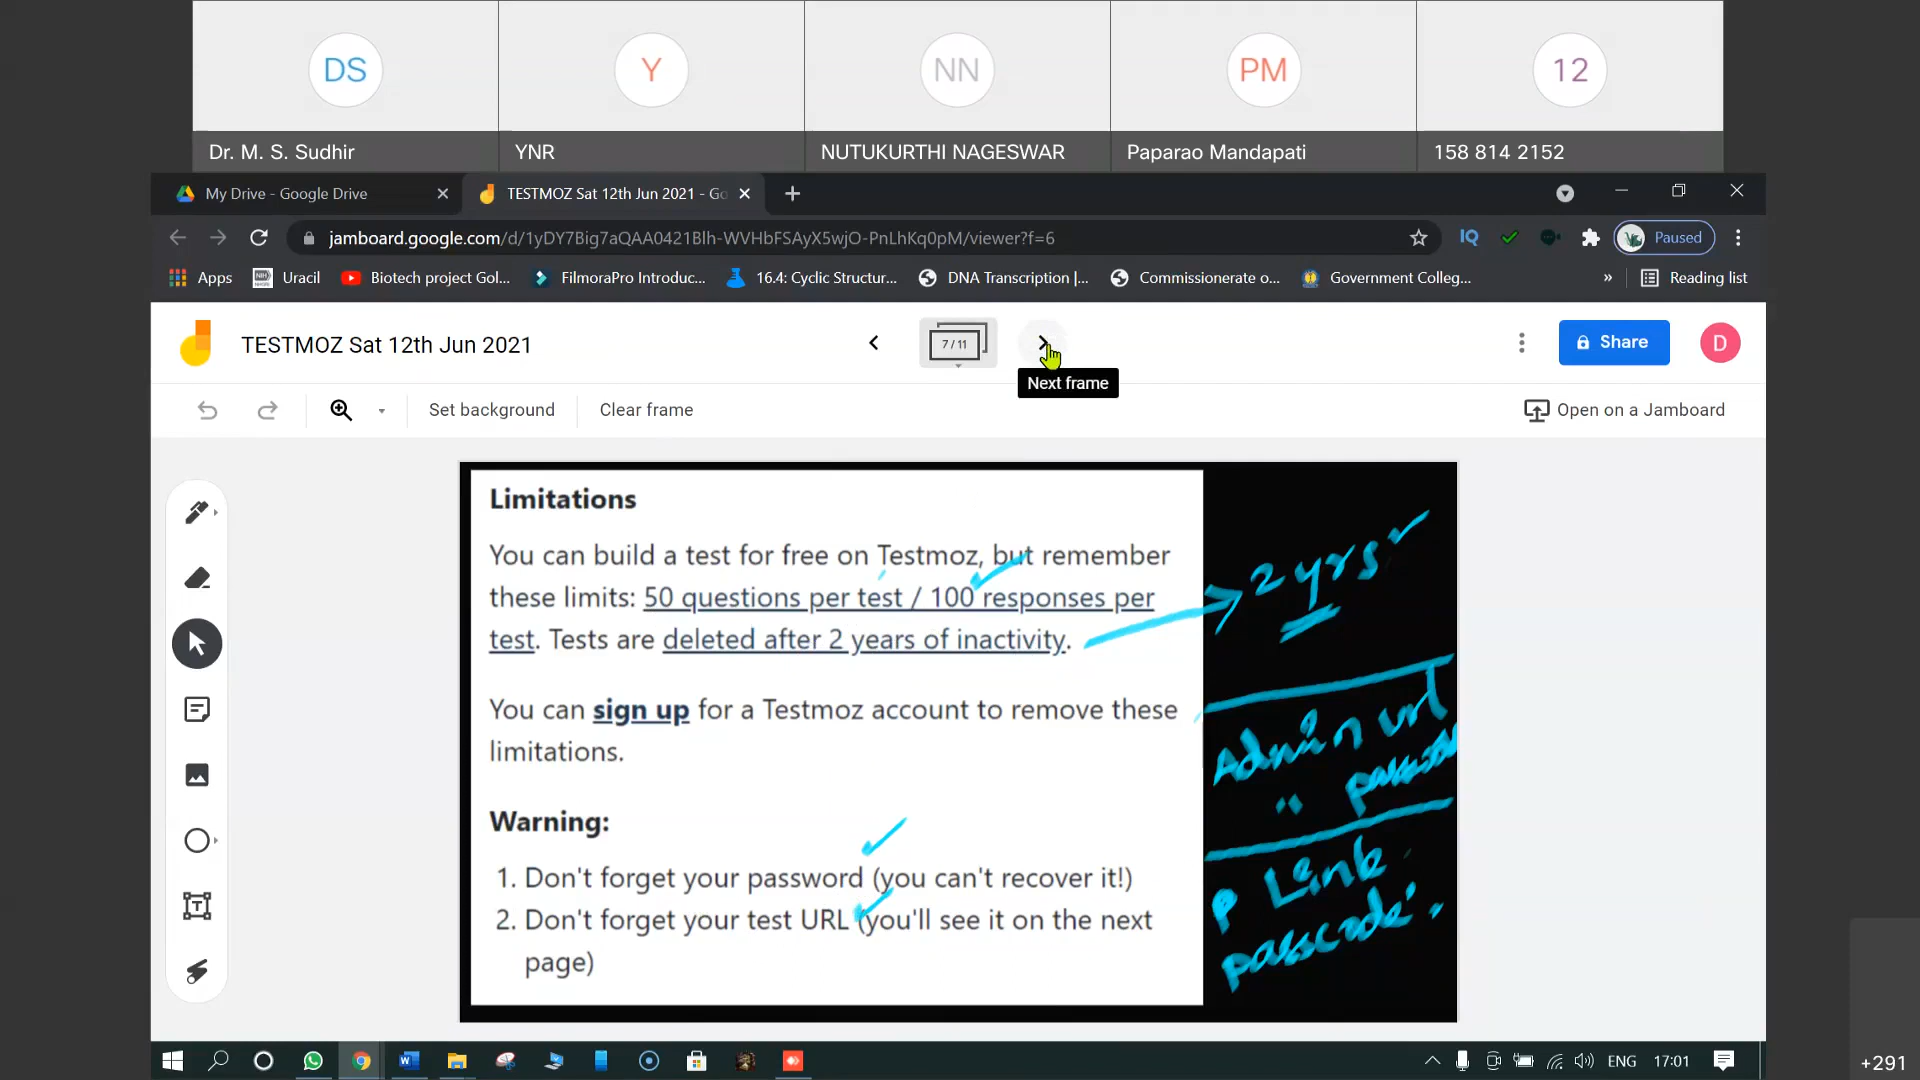 DS
Y
NN
PM
12
Dr. M. S. Sudhir
YNR
NUTUKURTHI NAGESWAR
Paparao Mandapati
158 814 2152
My Drive - Google Drive
TESTMOZ Sat 12th Jun 2021 - Go
jamboard.google.com/d/1yDY7Big7aQAA0421Blh-WVHbFSAyX5wjO-PnLhKq0pM/viewer?f=6
IQ
Paused
Apps
Uracil
Biotech project Gol...
FilmoraPro Introduc...
16.4: Cyclic Structur...
DNA Transcription |...
Commissionerate o...
Government Colleg...
»
Reading list
TESTMOZ Sat 12th Jun 2021
7 / 11
Share
D
Next frame
Set background
Clear frame
Open on a Jamboard
Limitations
You can build a test for free on Testmoz, but remember
these limits: 50 questions per test / 100 responses per
test. Tests are deleted after 2 years of inactivity.
You can sign up for a Testmoz account to remove these
limitations.
Warning:
1. Don't forget your password (you can't recover it!)
2. Don't forget your test URL (you'll see it on the next
page)
2 yrs
Admin url
"
P Link
passcode
ENG
17:01
+291